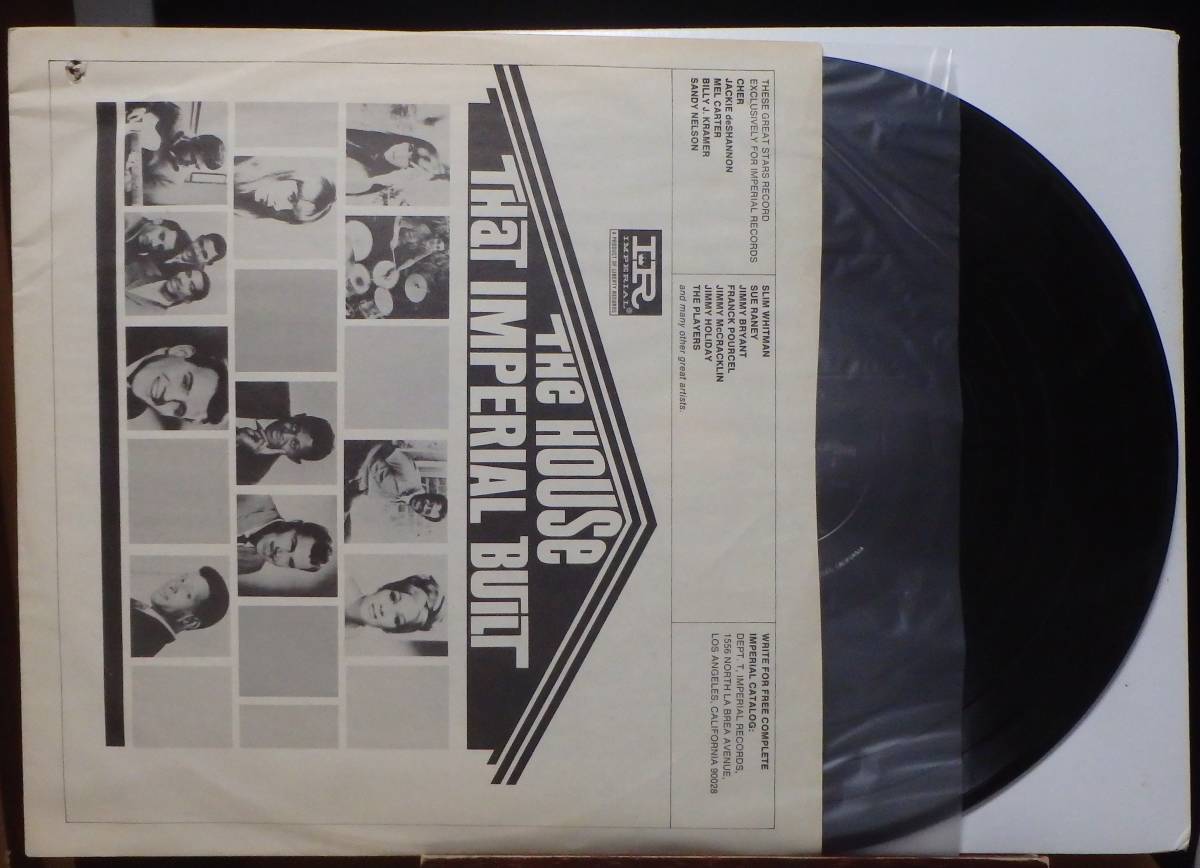 THESE GREAT STARS RECORD
EXCLUSIVELY FOR IMPERIAL RECORDS
CHER
JACKIE deSHANNON
MEL CARTER
BILLY J. KRAMER
SANDY NELSON
SLIM WHITMAN
SUE RANEY
JIMMY BRYANT
FRANCK POURCEL
JIMMY McCRACKLIN
JIMMY HOLIDAY
THE PLAYERS
and many other great artists.
WRITE FOR FREE COMPLETE
IMPERIAL CATALOG:
DEPT. T, IMPERIAL RECORDS,
1556 NORTH LA BREA AVENUE,
LOS ANGELES, CALIFORNIA 90028
IR
IMPERIAL®
A PRODUCT OF LIBERTY RECORDS
THE HOUSE
THAT IMPERIAL BUILT